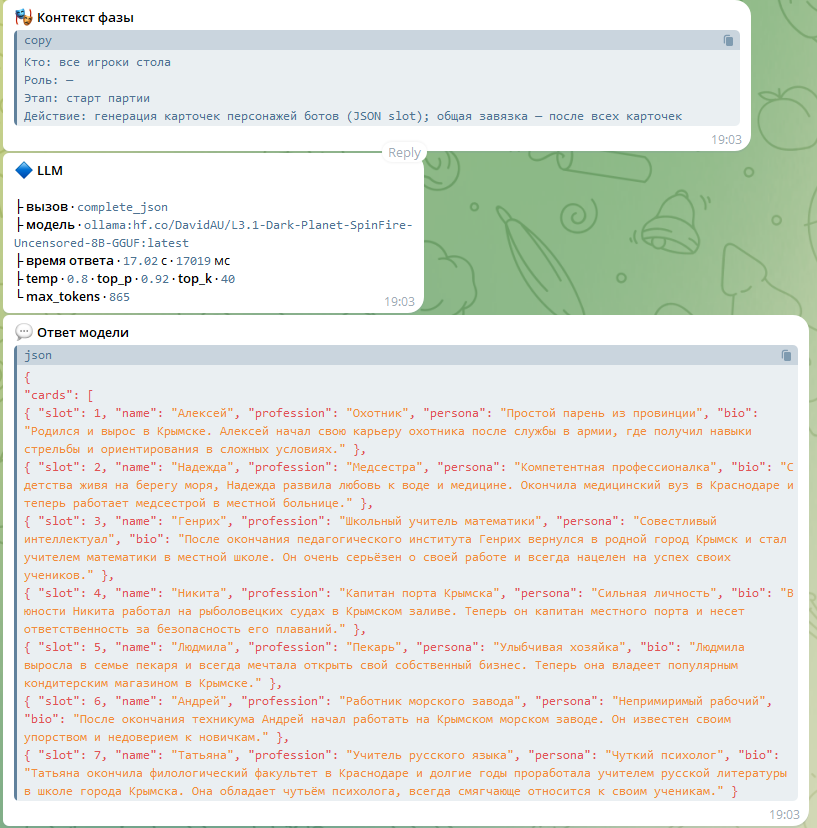 Контекст фазы
copy
Кто: все игроки стола
Роль: —
Этап: старт партии
Действие: генерация карточек персонажей ботов (JSON slot); общая завязка — после всех карточек
19:03
Reply
LLM
├ вызов · complete_json
├ модель · ollama:hf.co/DavidAU/L3.1-Dark-Planet-SpinFire-
Uncensored-8B-GGUF:latest
├ время ответа · 17.02 с · 17019 мс
├ temp · 0.8 · top_p · 0.92 · top_k · 40
└ max_tokens · 865
19:03
Ответ модели
json
{
"cards": [
{ "slot": 1, "name": "Алексей", "profession": "Охотник", "persona": "Простой парень из провинции", "bio":
"Родился и вырос в Крымске. Алексей начал свою карьеру охотника после службы в армии, где получил навыки
стрельбы и ориентирования в сложных условиях." },
{ "slot": 2, "name": "Надежда", "profession": "Медсестра", "persona": "Компетентная профессионалка", "bio": "С
детства живя на берегу моря, Надежда развила любовь к воде и медицине. Окончила медицинский вуз в Краснодаре и
теперь работает медсестрой в местной больнице." },
{ "slot": 3, "name": "Генрих", "profession": "Школьный учитель математики", "persona": "Совестливый
интеллектуал", "bio": "После окончания педагогического института Генрих вернулся в родной город Крымск и стал
учителем математики в местной школе. Он очень серьёзен о своей работе и всегда нацелен на успех своих
учеников." },
{ "slot": 4, "name": "Никита", "profession": "Капитан порта Крымска", "persona": "Сильная личность", "bio": "В
юности Никита работал на рыболовецких судах в Крымском заливе. Теперь он капитан местного порта и несет
ответственность за безопасность его плаваний." },
{ "slot": 5, "name": "Людмила", "profession": "Пекарь", "persona": "Улыбчивая хозяйка", "bio": "Людмила
выросла в семье пекаря и всегда мечтала открыть свой собственный бизнес. Теперь она владеет популярным
кондитерским магазином в Крымске." },
{ "slot": 6, "name": "Андрей", "profession": "Работник морского завода", "persona": "Непримиримый рабочий",
"bio": "После окончания техникума Андрей начал работать на Крымском морском заводе. Он известен своим
упорством и недоверием к новичкам." },
{ "slot": 7, "name": "Татьяна", "profession": "Учитель русского языка", "persona": "Чуткий психолог", "bio":
"Татьяна окончила филологический факультет в Краснодаре и долгие годы проработала учителем русской литературы
в школе города Крымска. Она обладает чутьём психолога, всегда смягчающе относится к своим ученикам." }
19:03